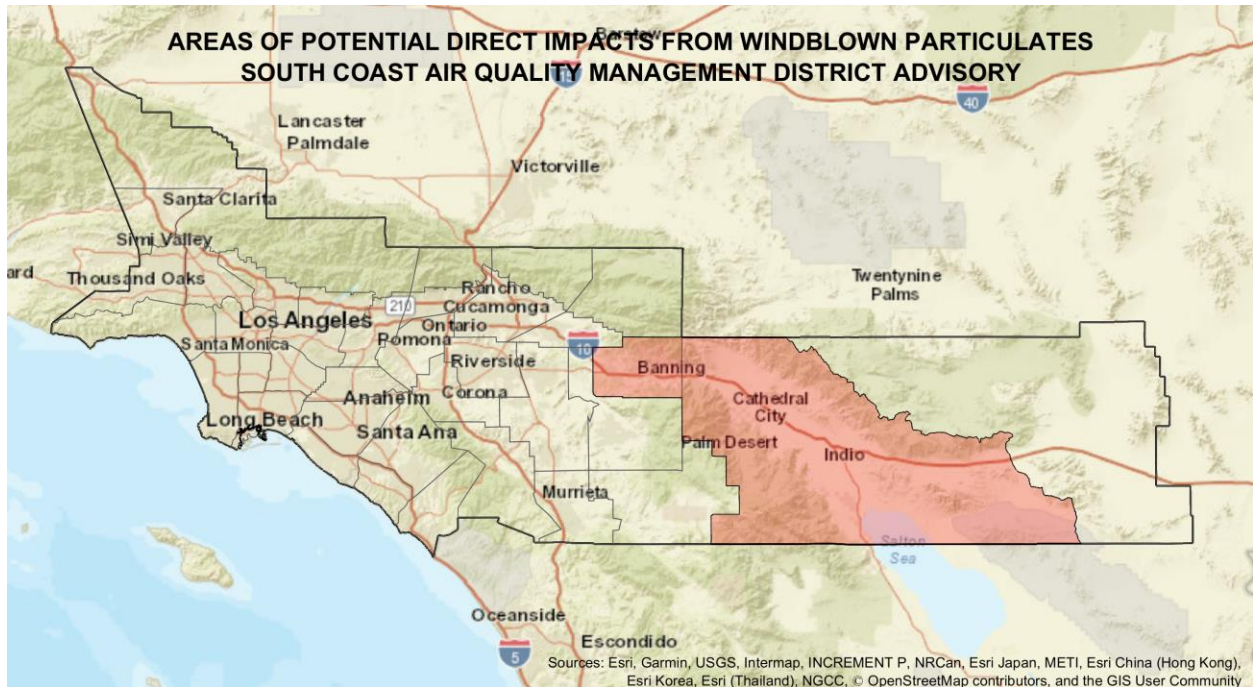 AREAS OF POTENTIAL DIRECT IMPACTS FROM WINDBLOWN PARTICULATES
SOUTH COAST AIR QUALITY MANAGEMENT DISTRICT ADVISORY
Barstow
15
40
Lancaster
Palmdale
Victorville
Santa Clarita
Simi Valley
ard
Thousand Oaks
Twentynine
Palms
Rancho
Cucamonga
210
Los Angeles
Ontario
Santa Monica
Pomona
10
Riverside
Banning
Anaheim
Corona
Cathedral
City
Long Beach
Santa Ana
Palm Desert
Indio
Murrieta
Salton
Sea
Oceanside
Escondido
5
Sources: Esri, Garmin, USGS, Intermap, INCREMENT P, NRCan, Esri Japan, METI, Esri China (Hong Kong),
Esri Korea, Esri (Thailand), NGCC, © OpenStreetMap contributors, and the GIS User Community